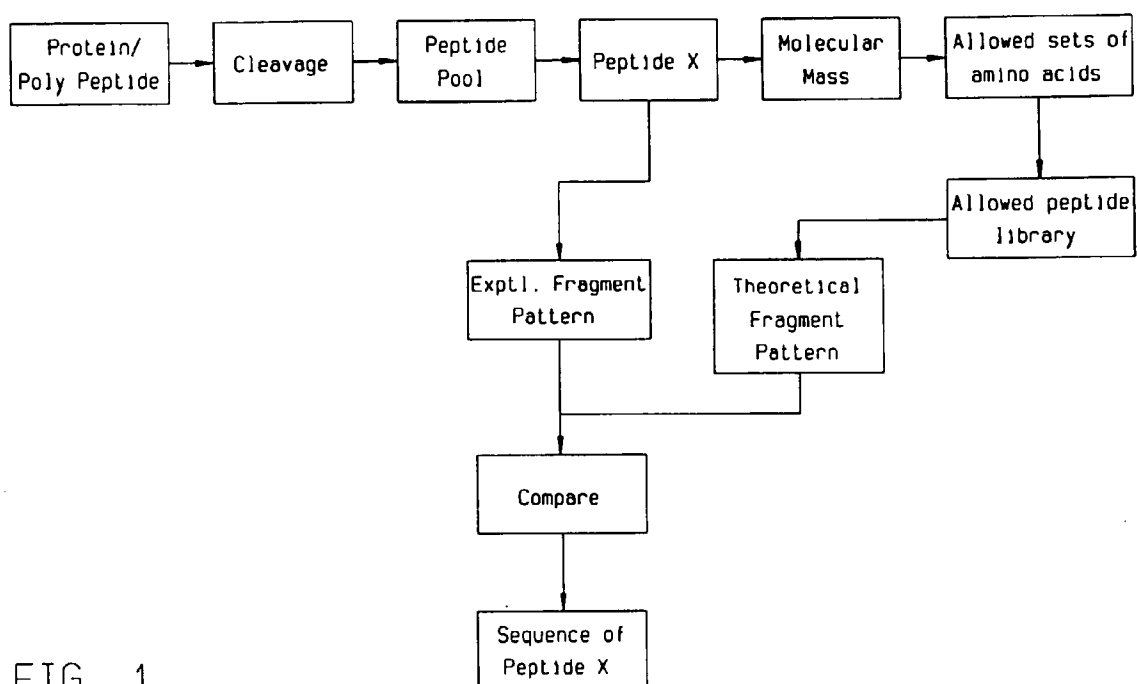 Protein/
Poly Peptide
Cleavage
Peptide
Pool
Peptide X
Molecular
Mass
Allowed sets of
amino acids
Allowed peptide
library
Exptl. Fragment
Pattern
Theoretical
Fragment
Pattern
Compare
Sequence of
Peptide X
FIG. 1